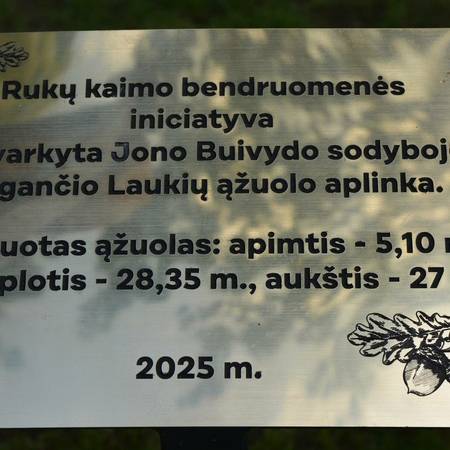 Rukų kaimo bendruomenės
iniciatyva
varkyta Jono Buivydo sodyboje
gančio Laukių ąžuolo aplinka.
uotas ąžuolas: apimtis - 5,10
plotis - 28,35 m., aukštis - 27
2025 m.